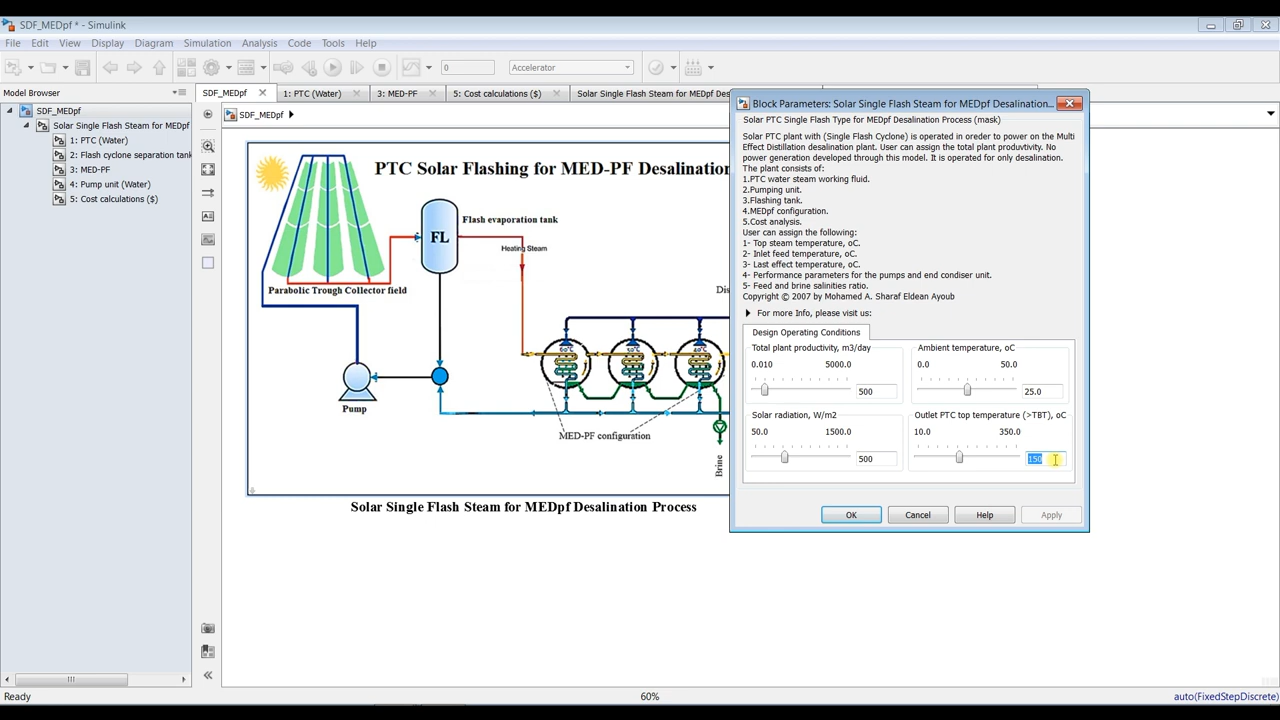 SDF_MEDpf * - Simulink
File Edit View Display Diagram Simulation Analysis Code Tools Help
0 Accelerator
Model Browser
SDF_MEDpf
Solar Single Flash Steam for MEDpf
1: PTC (Water)
2: Flash cyclone separation tank
3: MED-PF
4: Pump unit (Water)
5: Cost calculations ($)
SDF_MEDpf 1: PTC (Water) 3: MED-PF 5: Cost calculations ($) Solar Single Flash Steam for MEDpf Des
SDF_MEDpf
PTC Solar Flashing for MED-PF Desalination
Flash evaporation tank
FL
Heating Steam
Parabolic Trough Collector field
Dis
Pump
MED-PF configuration
Brine
Solar Single Flash Steam for MEDpf Desalination Process
Block Parameters: Solar Single Flash Steam for MEDpf Desalination...
Solar PTC Single Flash Type for MEDpf Desalination Process (mask)
Solar PTC plant with (Single Flash Cyclone) is operated in oreder to power on the Multi
Effect Distillation desalination plant. User can assign the total plant productivity. No
power generation developed through this model. It is operated for only desalination.
The plant consists of:
1.PTC water steam working fluid.
2.Pumping unit.
3.Flashing tank.
4.MEDpf configuration.
5.Cost analysis.
User can assign the following:
1- Top steam temperature, oC.
2- Inlet feed temperature, oC.
3- Last effect temperature, oC.
4- Performance parameters for the pumps and end condiser unit.
5- Feed and brine salinities ratio.
Copyright © 2007 by Mohamed A. Sharaf Eldean Ayoub
For more Info, please visit us:
Design Operating Conditions
Total plant productivity, m3/day
0.010 5000.0
500
Ambient temperature, oC
0.0 50.0
25.0
Solar radiation, W/m2
50.0 1500.0
500
Outlet PTC top temperature (>TBT), oC
10.0 350.0
150
OK Cancel Help Apply
Ready 60% auto(FixedStepDiscrete)